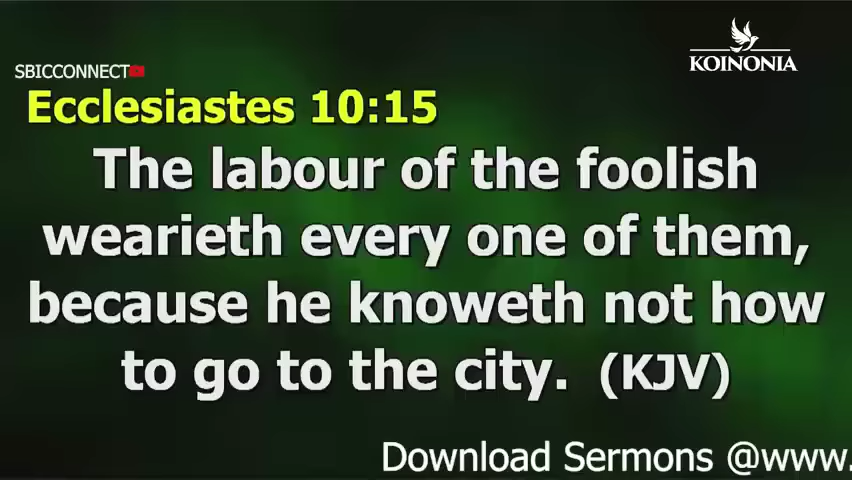 KOINONIA
SBICCONNECT
Ecclesiastes 10:15
The labour of the foolish
wearieth every one of them,
because he knoweth not how
to go to the city. (KJV)
Download Sermons @www.